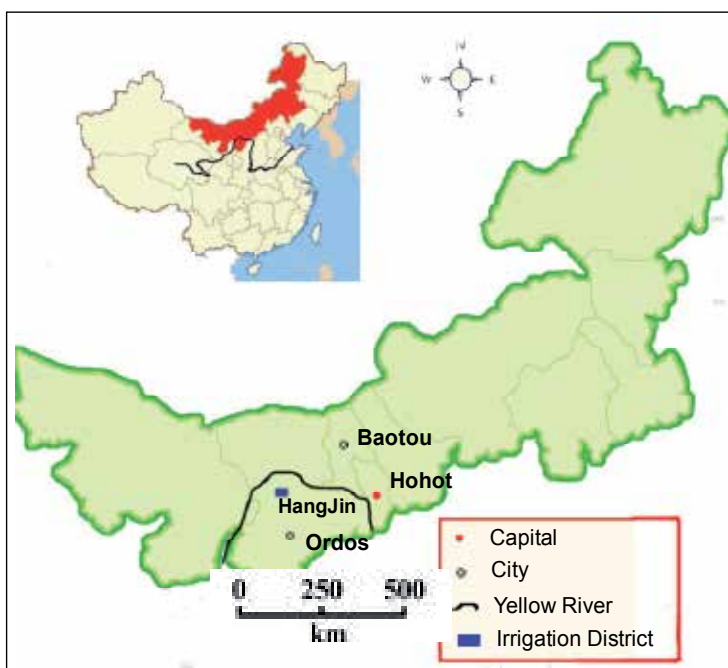 N
W E
S
Baotou
Hohot
HangJin
Ordos
0 250 500
km
Capital
City
Yellow River
Irrigation District